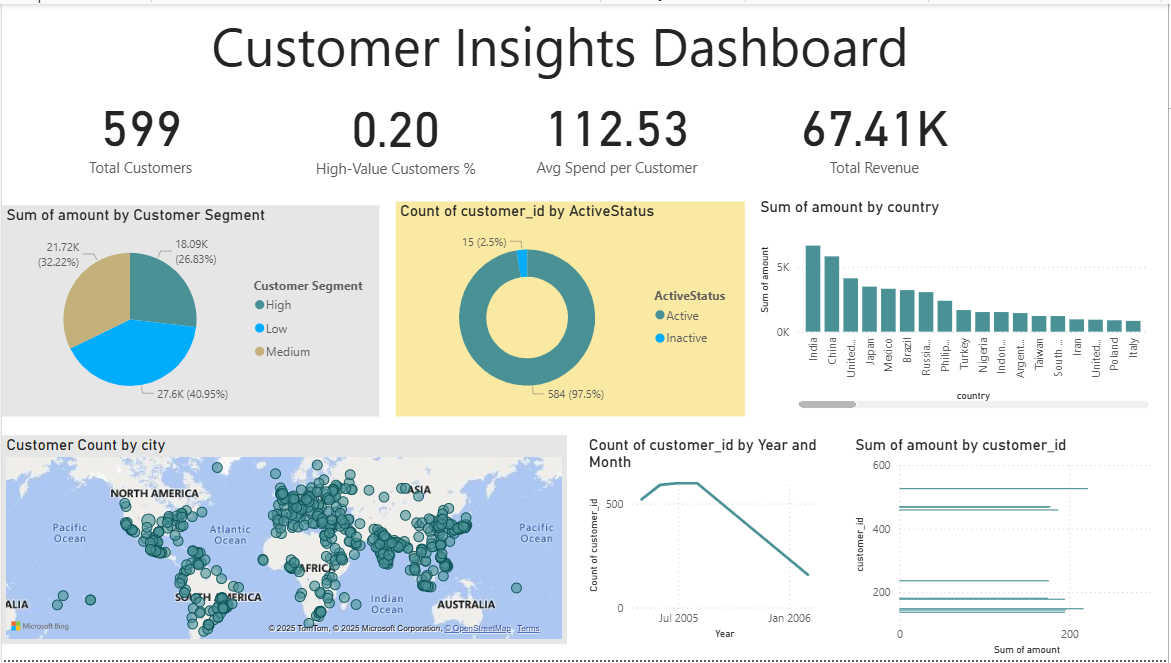 Customer Insights Dashboard
599
Total Customers
0.20
High-Value Customers %
112.53
Avg Spend per Customer
67.41K
Total Revenue
Sum of amount by Customer Segment
21.72K
(32.22%)
18.09K
(26.83%)
27.6K (40.95%)
Customer Segment
High
Low
Medium
Count of customer_id by ActiveStatus
15 (2.5%)
584 (97.5%)
ActiveStatus
Active
Inactive
Sum of amount by country
Sum of amount
5K
0K
India
China
United...
Japan
Mexico
Brazil
Russia...
Philip...
Turkey
Nigeria
Indon...
Argent...
Taiwan
South ...
Iran
United...
Poland
Italy
country
Customer Count by city
NORTH AMERICA
ASIA
Pacific
Ocean
Atlantic
Ocean
Pacific
Ocean
AFRICA
SOUTH AMERICA
Indian
Ocean
ALIA
AUSTRALIA
Microsoft Bing
© 2025 TomTom, © 2025 Microsoft Corporation, © OpenStreetMap Terms
Count of customer_id by Year and
Month
Count of customer_id
500
0
Jul 2005
Jan 2006
Year
Sum of amount by customer_id
customer_id
600
400
200
0
200
Sum of amount